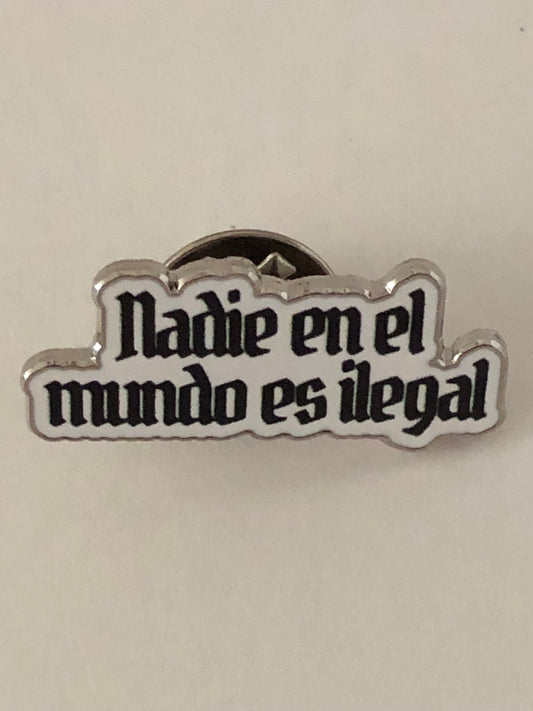 Nadie en el
mundo es ilegal